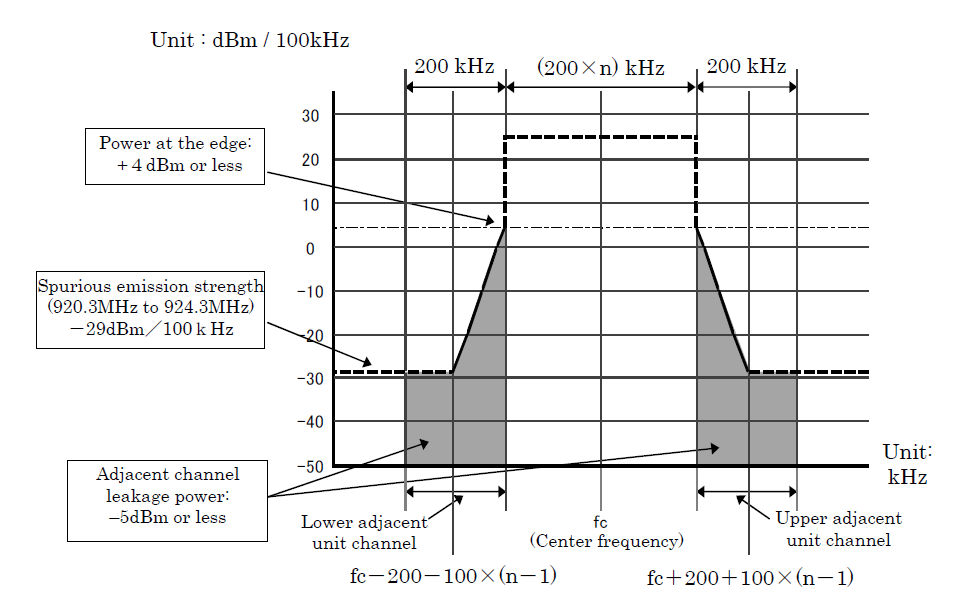 Unit : dBm / 100kHz
200 kHz
(200×n) kHz
200 kHz
30
20
10
0
−10
−20
−30
−40
−50
Power at the edge:
+4 dBm or less
Spurious emission strength
(920.3MHz to 924.3MHz)
−29dBm／100ｋHz
Adjacent channel
leakage power:
−5dBm or less
Unit:
kHz
Lower adjacent
unit channel
fc
(Center frequency)
Upper adjacent
unit channel
fc−200−100×(n−1)
fc+200+100×(n−1)